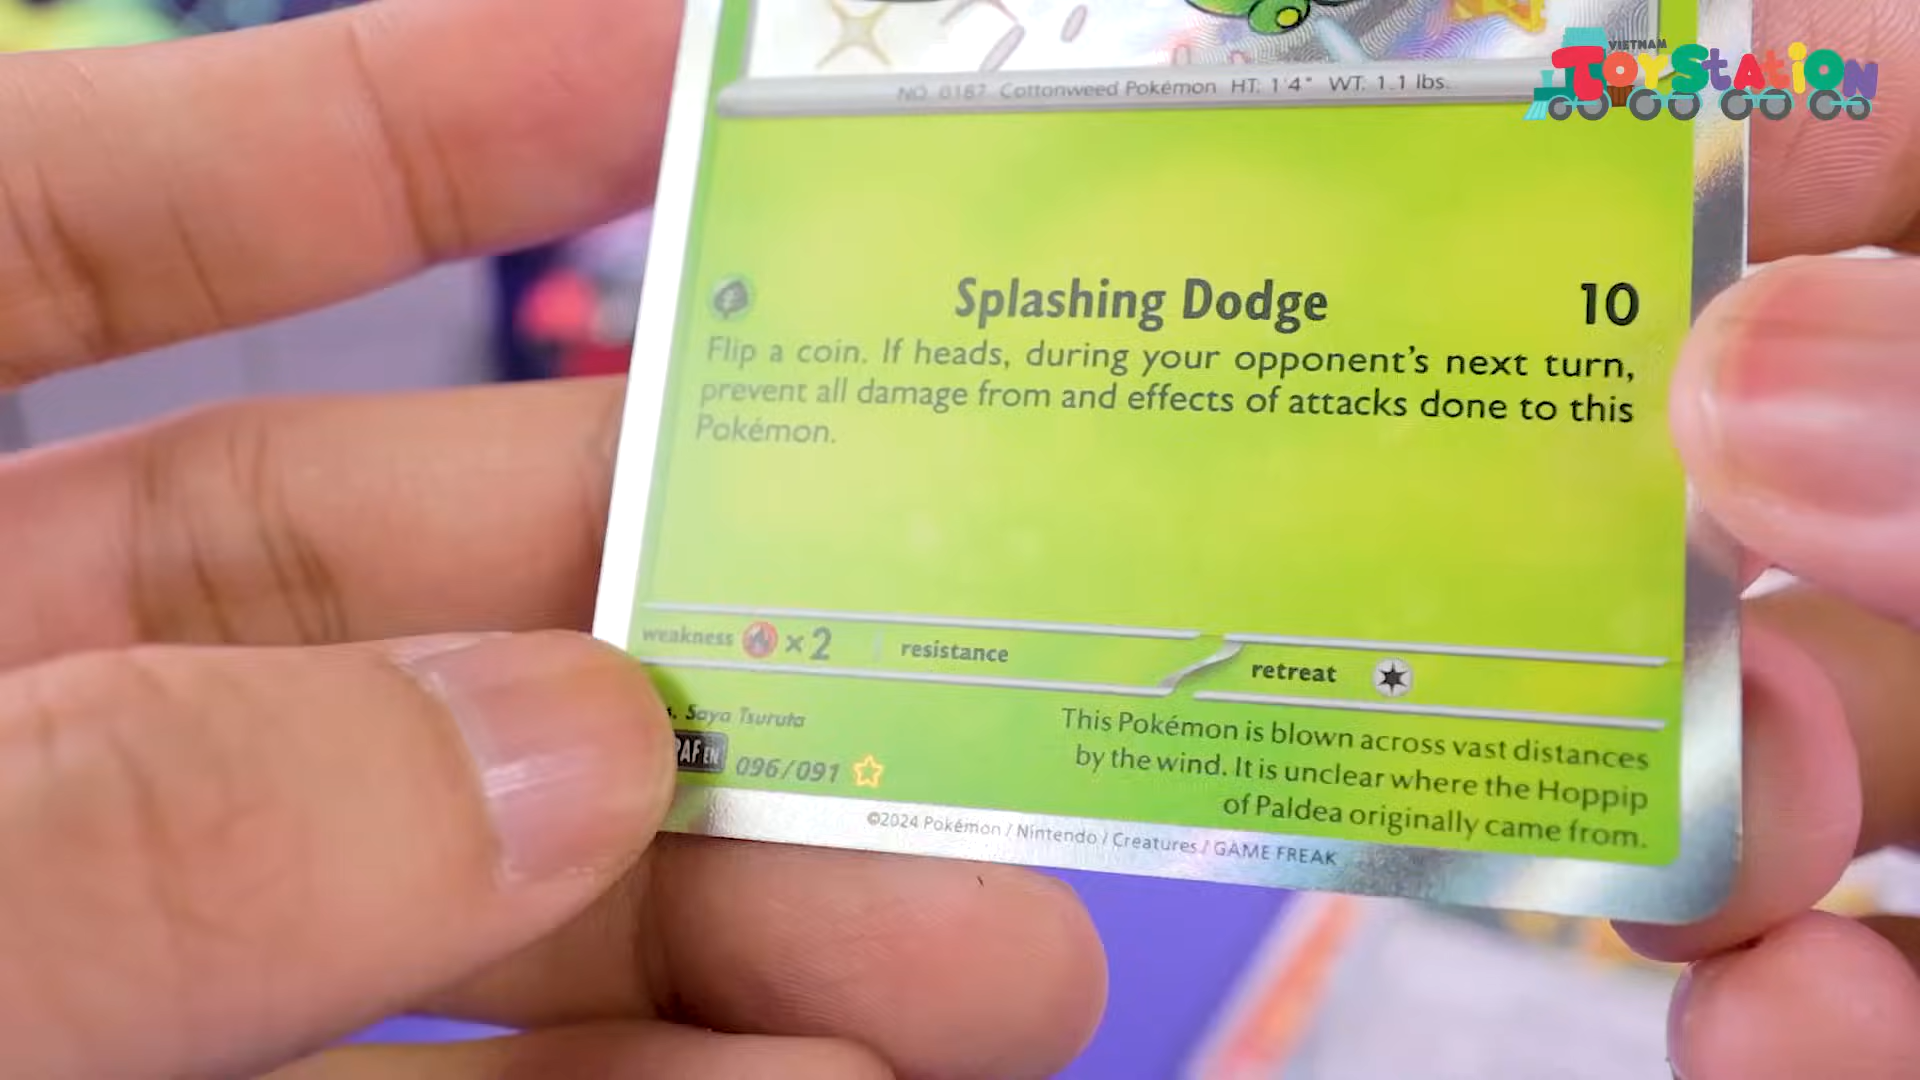 VIETNAM
TOYSTATION
NO. 0187 Cottonweed Pokémon HT: 1'4" WT: 1.1 lbs.
Splashing Dodge 10
Flip a coin. If heads, during your opponent's next turn,
prevent all damage from and effects of attacks done to this
Pokémon.
weakness ×2 resistance retreat
Saya Tsuruta
PAF EN 096/091
This Pokémon is blown across vast distances
by the wind. It is unclear where the Hoppip
of Paldea originally came from.
©2024 Pokémon / Nintendo / Creatures / GAME FREAK